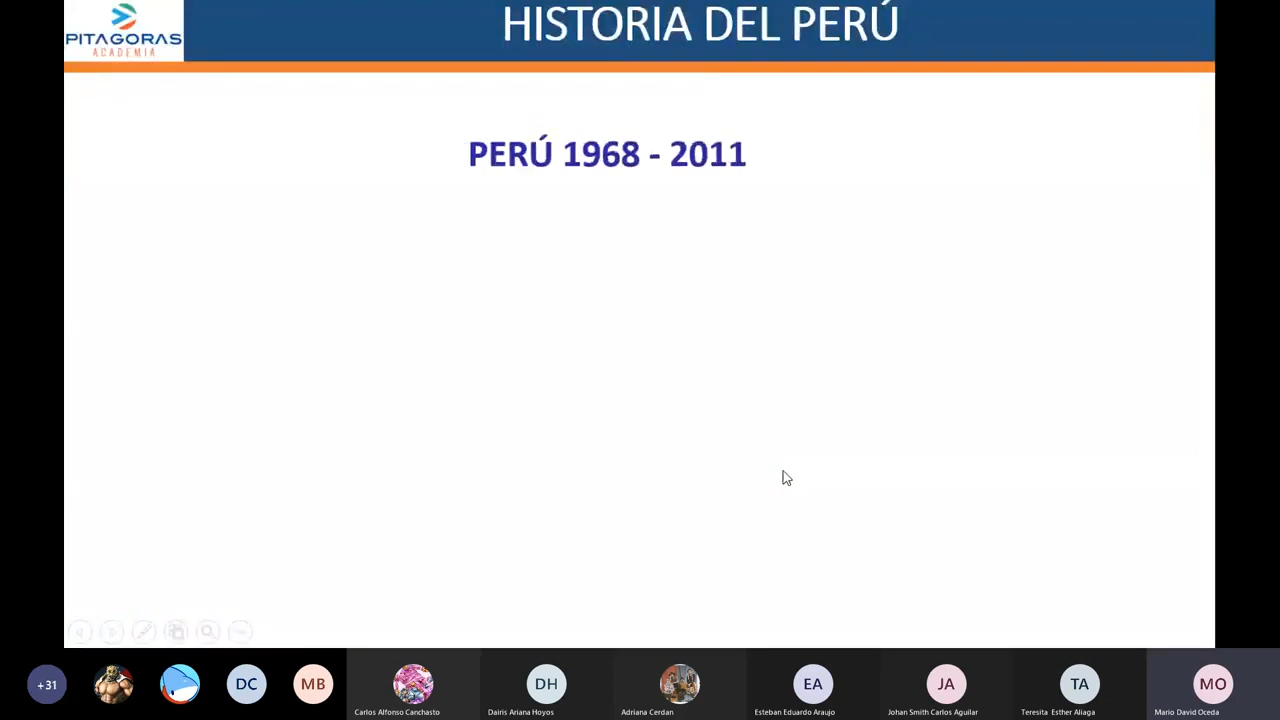 PITAGORAS
ACADEMIA
HISTORIA DEL PERÚ
PERÚ 1968 - 2011
+31
DC
MB
Carlos Alfonso Canchasto
DH
Dairis Ariana Hoyos
Adriana Cerdan
EA
Esteban Eduardo Araujo
JA
Johan Smith Carlos Aguilar
TA
Teresita Esther Aliaga
MO
Mario David Oceda